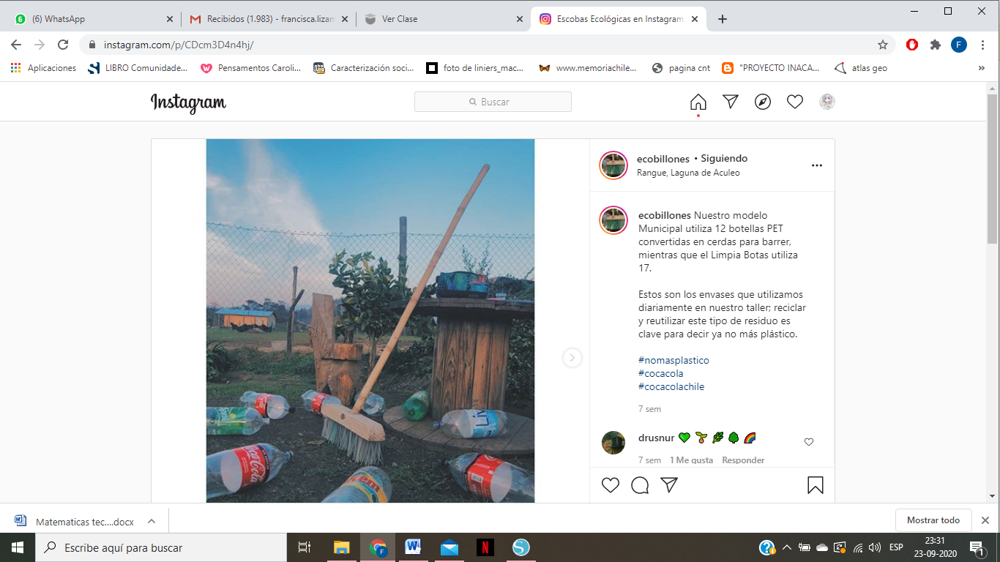 (6) WhatsApp
Recibidos (1.983) - francisca.lizam
Ver Clase
Escobas Ecológicas en Instagram:
instagram.com/p/CDcm3D4n4hj/
F
Aplicaciones
LIBRO Comunidade...
Pensamentos Caroli...
Caracterización soci...
foto de liniers_mac...
www.memoriachile...
pagina cnt
"PROYECTO INACA...
atlas geo
»
Instagram
Buscar
ecobillones • Siguiendo
Rangue, Laguna de Aculeo
ecobillones Nuestro modelo
Municipal utiliza 12 botellas PET
convertidas en cerdas para barrer,
mientras que el Limpia Botas utiliza
17.
Estos son los envases que utilizamos
diariamente en nuestro taller; reciclar
y reutilizar este tipo de residuo es
clave para decir ya no más plástico.
#nomasplastico
#cocacola
#cocacolachile
7 sem
drusnur 💚 🌱 🌿 🌳 🌈
7 sem 1 Me gusta Responder
Coca-Cola
Matematicas tec....docx
Mostrar todo
Escribe aquí para buscar
ESP
23:31
23-09-2020
1